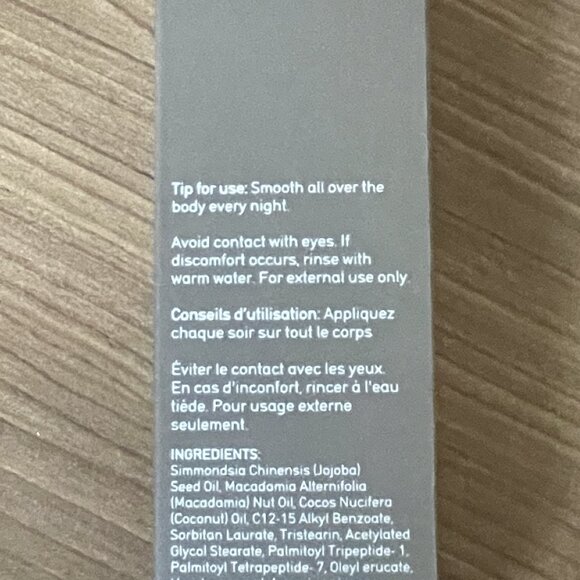 Tip for use: Smooth all over the
body every night.
Avoid contact with eyes. If
discomfort occurs, rinse with
warm water. For external use only.
Conseils d'utilisation: Appliquez
chaque soir sur tout le corps
Éviter le contact avec les yeux.
En cas d'inconfort, rincer à l'eau
tiède. Pour usage externe
seulement.
INGREDIENTS:
Simmondsia Chinensis (Jojoba)
Seed Oil, Macadamia Alternifolia
(Macadamia) Nut Oil, Cocos Nucifera
(Coconut) Oil, C12-15 Alkyl Benzoate,
Sorbitan Laurate, Tristearin, Acetylated
Glycol Stearate, Palmitoyl Tripeptide- 1,
Palmitoyl Tetrapeptide- 7, Oleyl erucate,